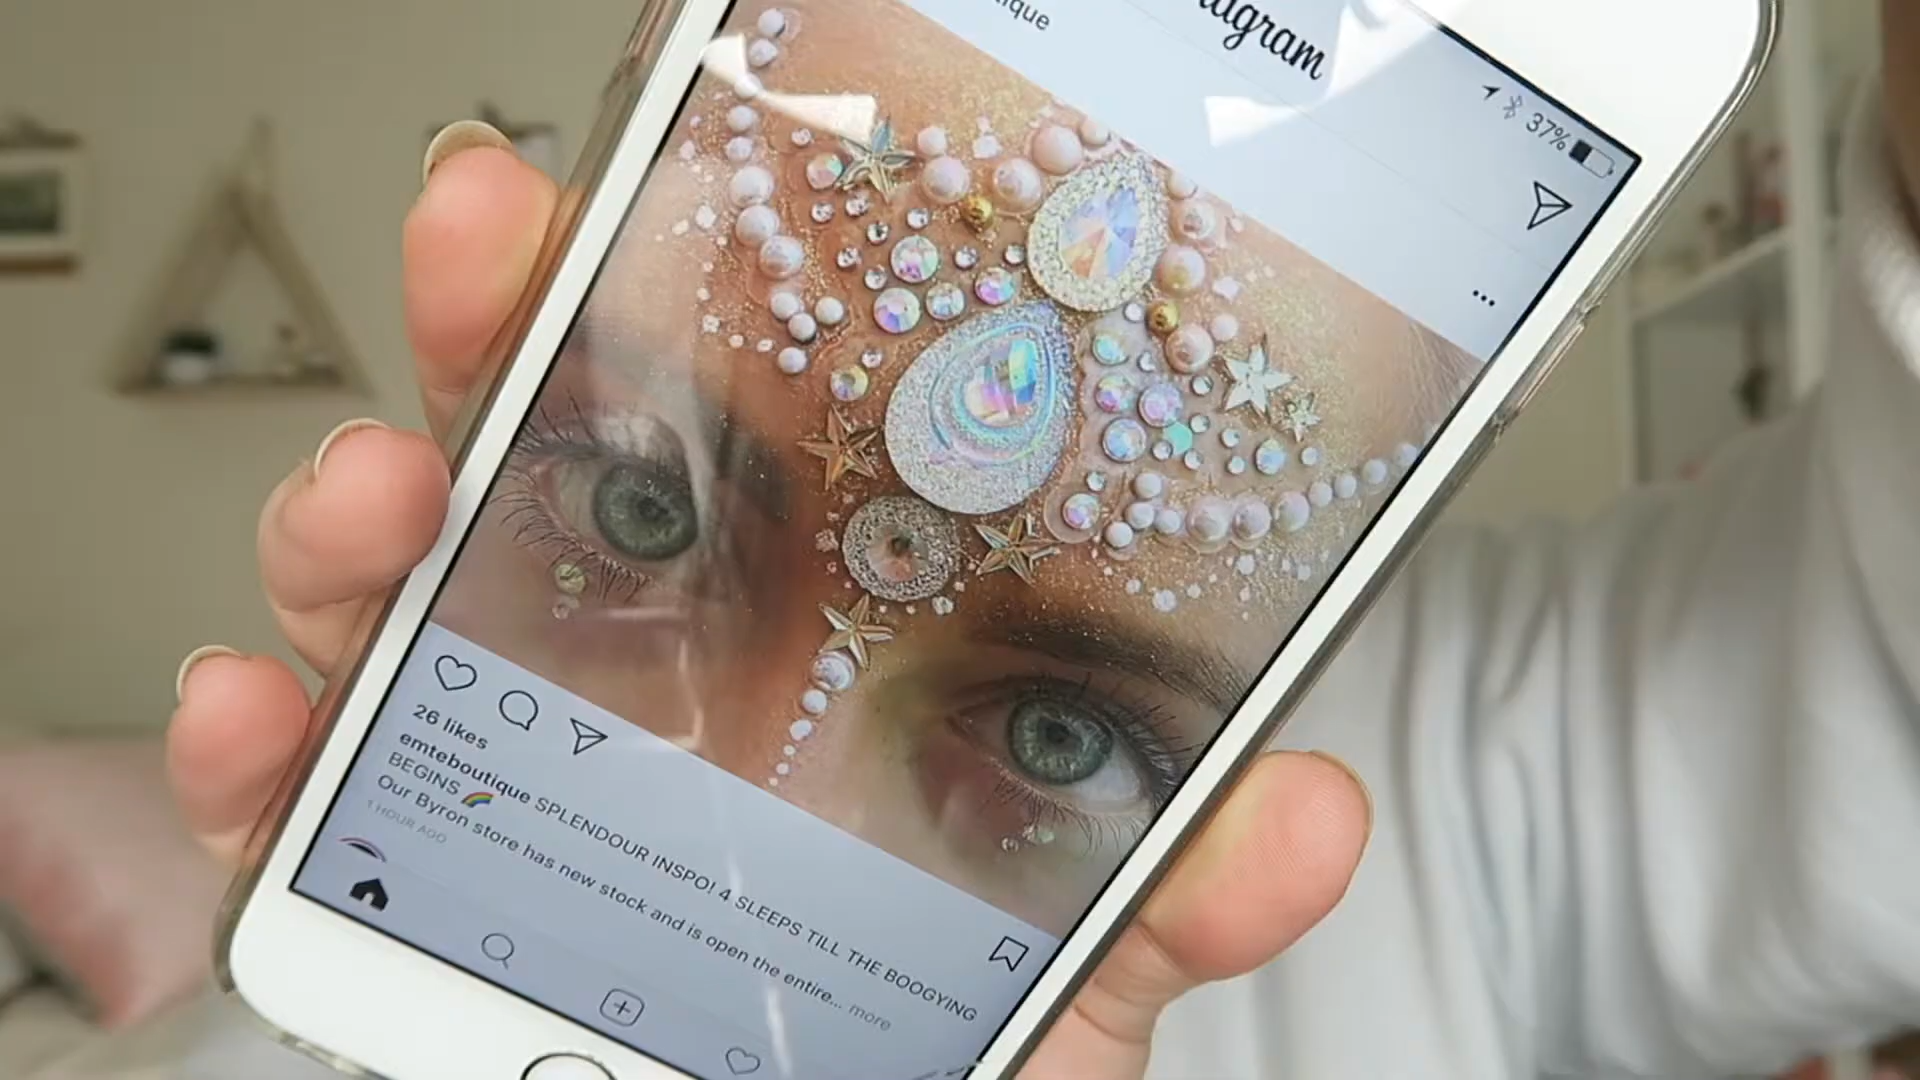 37%
26 likes
emteboutique SPLENDOUR INSPO! 4 SLEEPS TILL THE BOOGYING
BEGINS 🌈
Our Byron store has new stock and is open the entire... more
1 HOUR AGO